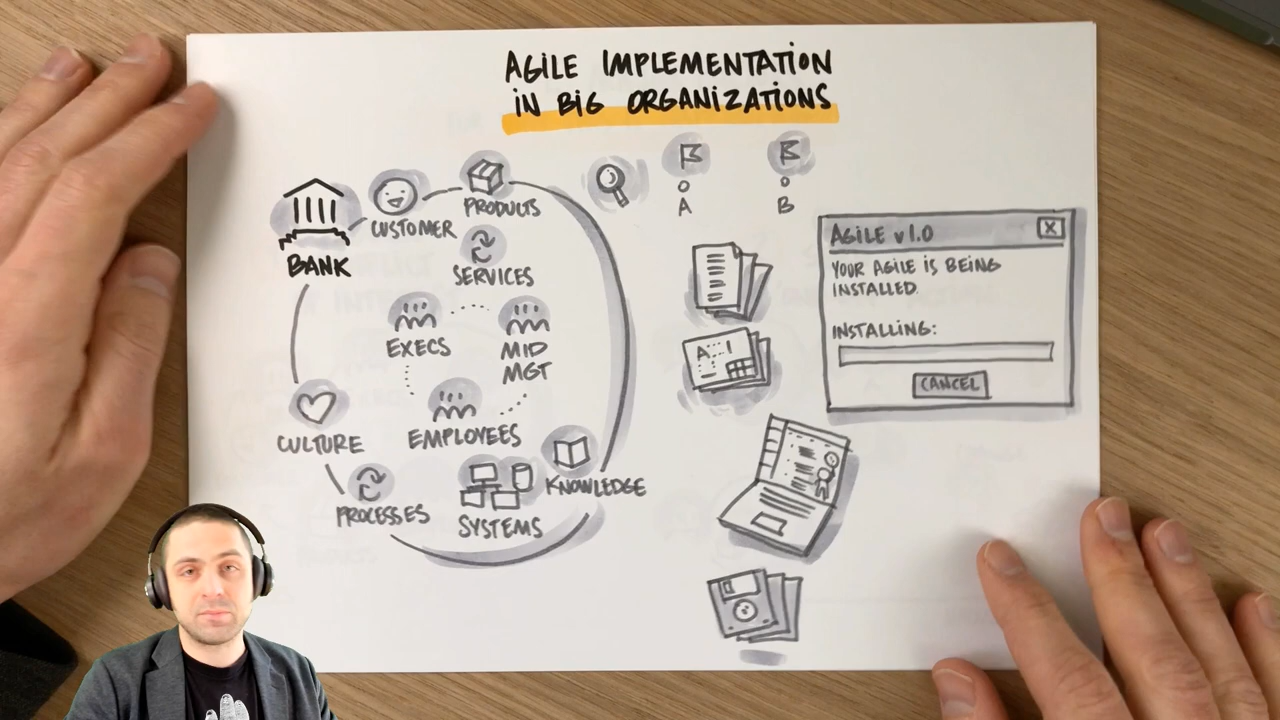 AGILE IMPLEMENTATION
IN BIG ORGANIZATIONS
BANK
CUSTOMER
PRODUCTS
SERVICES
EXECS
MID
MGT
EMPLOYEES
CULTURE
PROCESSES
SYSTEMS
KNOWLEDGE
A
B
A
AGILE v1.0
X
YOUR AGILE IS BEING
INSTALLED.
INSTALLING:
CANCEL